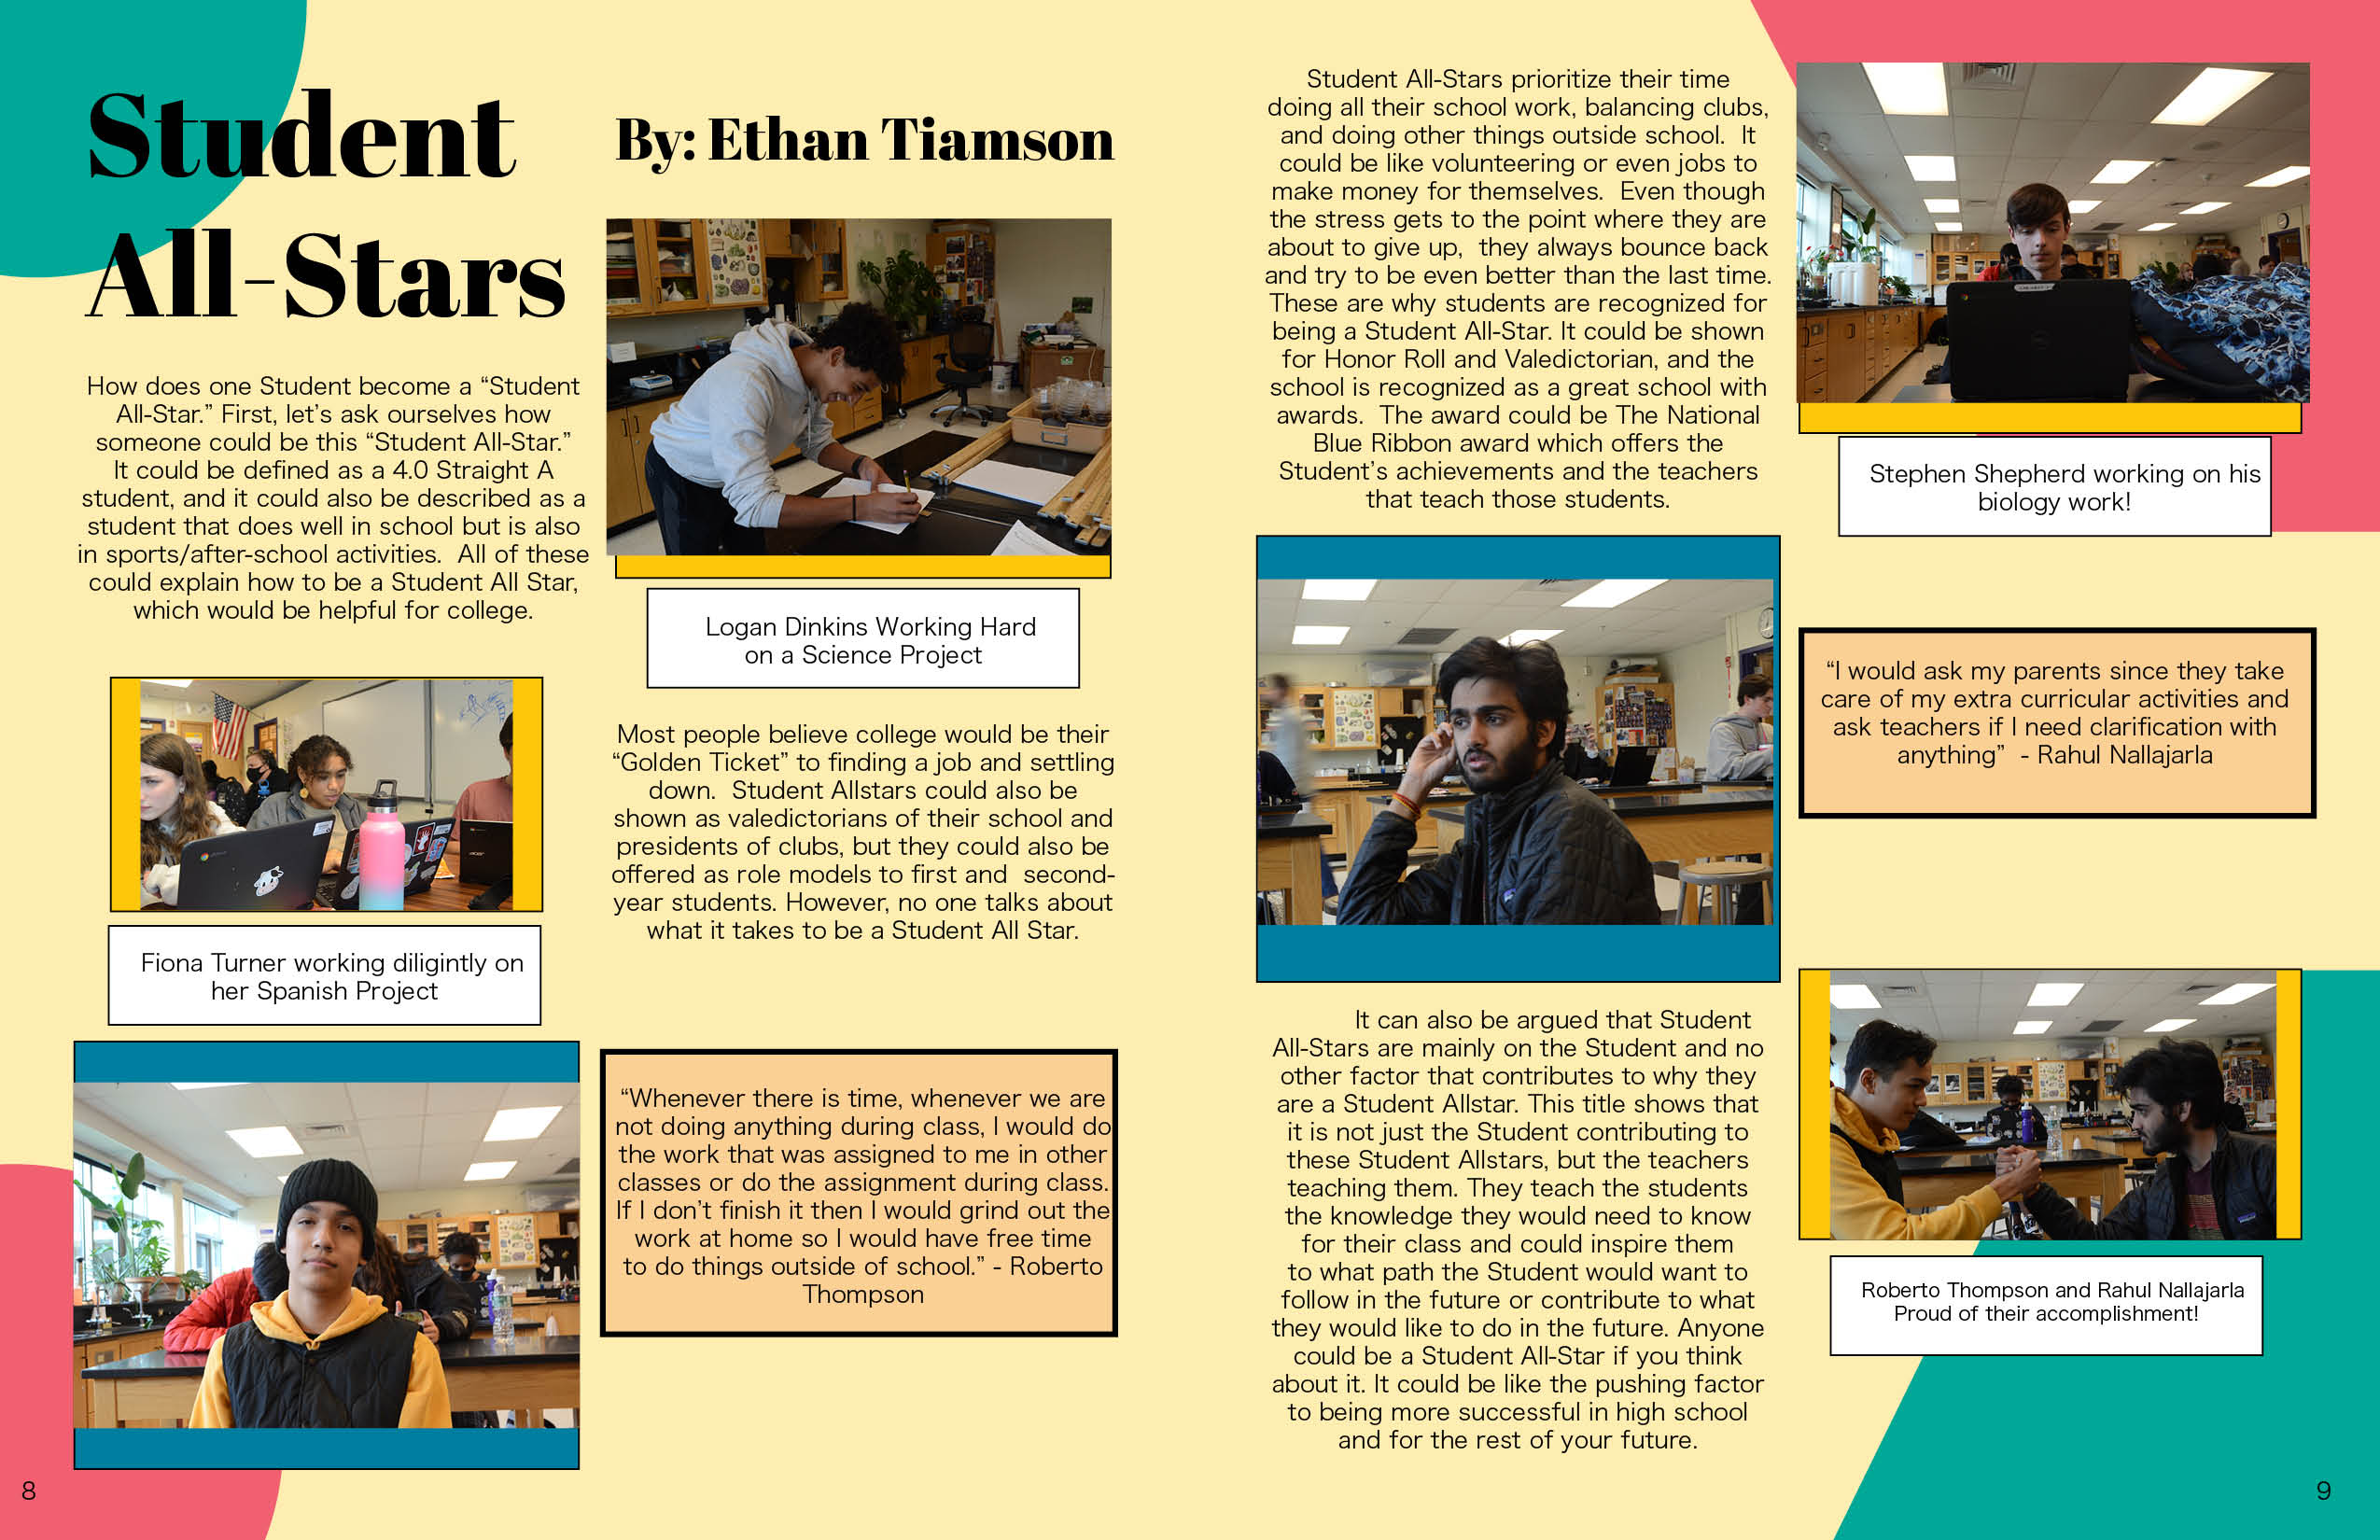 Student
All-Stars
By: Ethan Tiamson
How does one Student become a “Student
All-Star.” First, let’s ask ourselves how
someone could be this “Student All-Star.”
It could be defined as a 4.0 Straight A
student, and it could also be described as a
student that does well in school but is also
in sports/after-school activities.  All of these
could explain how to be a Student All Star,
which would be helpful for college.
Fiona Turner working diligintly on
her Spanish Project
Logan Dinkins Working Hard
on a Science Project
Most people believe college would be their
“Golden Ticket” to finding a job and settling
down.  Student Allstars could also be
shown as valedictorians of their school and
presidents of clubs, but they could also be
offered as role models to first and  second-
year students. However, no one talks about
what it takes to be a Student All Star.
“Whenever there is time, whenever we are
not doing anything during class, I would do
the work that was assigned to me in other
classes or do the assignment during class.
If I don’t finish it then I would grind out the
work at home so I would have free time
to do things outside of school.” - Roberto
Thompson
8
Student All-Stars prioritize their time
doing all their school work, balancing clubs,
and doing other things outside school.  It
could be like volunteering or even jobs to
make money for themselves.  Even though
the stress gets to the point where they are
about to give up,  they always bounce back
and try to be even better than the last time.
These are why students are recognized for
being a Student All-Star. It could be shown
for Honor Roll and Valedictorian, and the
school is recognized as a great school with
awards.  The award could be The National
Blue Ribbon award which offers the
Student’s achievements and the teachers
that teach those students.
It can also be argued that Student
All-Stars are mainly on the Student and no
other factor that contributes to why they
are a Student Allstar. This title shows that
it is not just the Student contributing to
these Student Allstars, but the teachers
teaching them. They teach the students
the knowledge they would need to know
for their class and could inspire them
to what path the Student would want to
follow in the future or contribute to what
they would like to do in the future. Anyone
could be a Student All-Star if you think
about it. It could be like the pushing factor
to being more successful in high school
and for the rest of your future.
Stephen Shepherd working on his
biology work!
“I would ask my parents since they take
care of my extra curricular activities and
ask teachers if I need clarification with
anything”  - Rahul Nallajarla
Roberto Thompson and Rahul Nallajarla
Proud of their accomplishment!
9